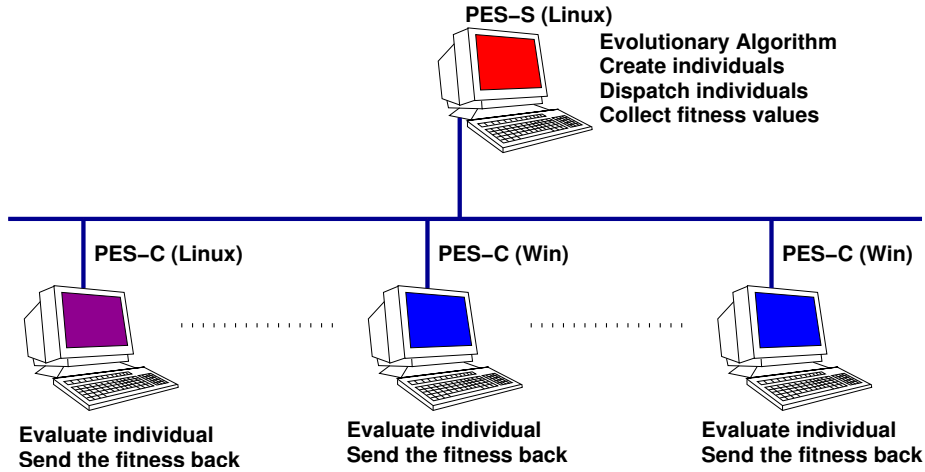 PES−S (Linux)
Evolutionary Algorithm
Create individuals
Dispatch individuals
Collect fitness values
PES−C (Linux)
PES−C (Win)
PES−C (Win)
Evaluate individual
Send the fitness back
Evaluate individual
Send the fitness back
Evaluate individual
Send the fitness back